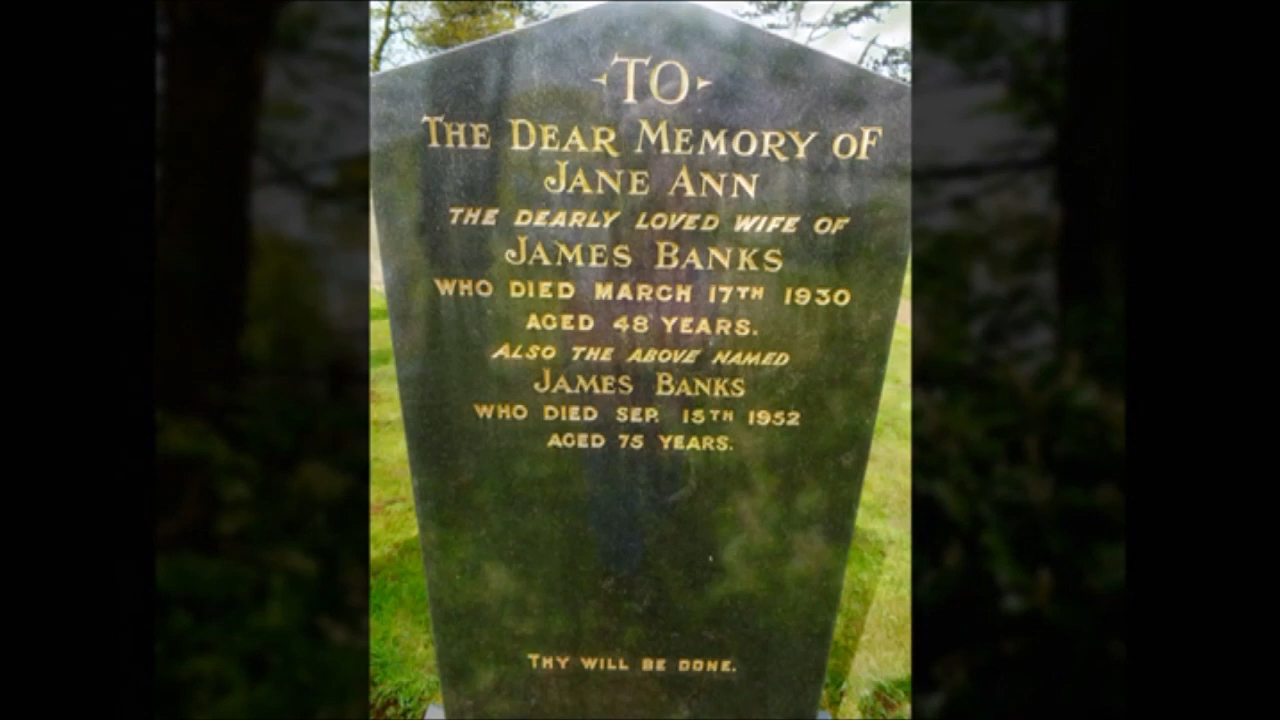 TO
THE DEAR MEMORY OF
JANE ANN
THE DEARLY LOVED WIFE OF
JAMES BANKS
WHO DIED MARCH 17TH 1930
AGED 48 YEARS.
ALSO THE ABOVE NAMED
JAMES BANKS
WHO DIED SEP. 15TH 1952
AGED 75 YEARS.
THY WILL BE DONE.